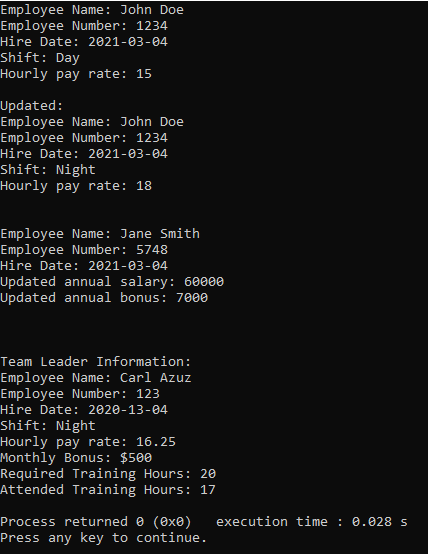 Employee Name: John Doe
Employee Number: 1234
Hire Date: 2021-03-04
Shift: Day
Hourly pay rate: 15
Updated:
Employee Name: John Doe
Employee Number: 1234
Hire Date: 2021-03-04
Shift: Night
Hourly pay rate: 18
Employee Name: Jane Smith
Employee Number: 5748
Hire Date: 2021-03-04
Updated annual salary: 60000
Updated annual bonus: 7000
Team Leader Information:
Employee Name: Carl Azuz
Employee Number: 123
Hire Date: 2020-13-04
Shift: Night
Hourly pay rate: 16.25
Monthly Bonus: $500
Required Training Hours: 20
Attended Training Hours: 17
Process returned 0 (0x0)   execution time : 0.028 s
Press any key to continue.